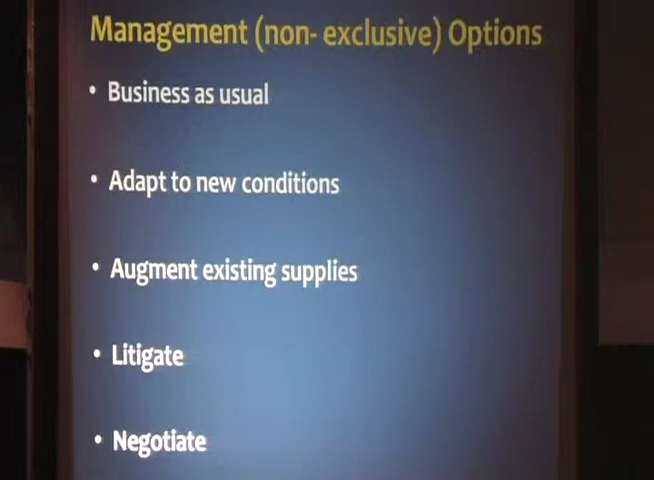 Management (non- exclusive) Options
• Business as usual
• Adapt to new conditions
• Augment existing supplies
• Litigate
• Negotiate